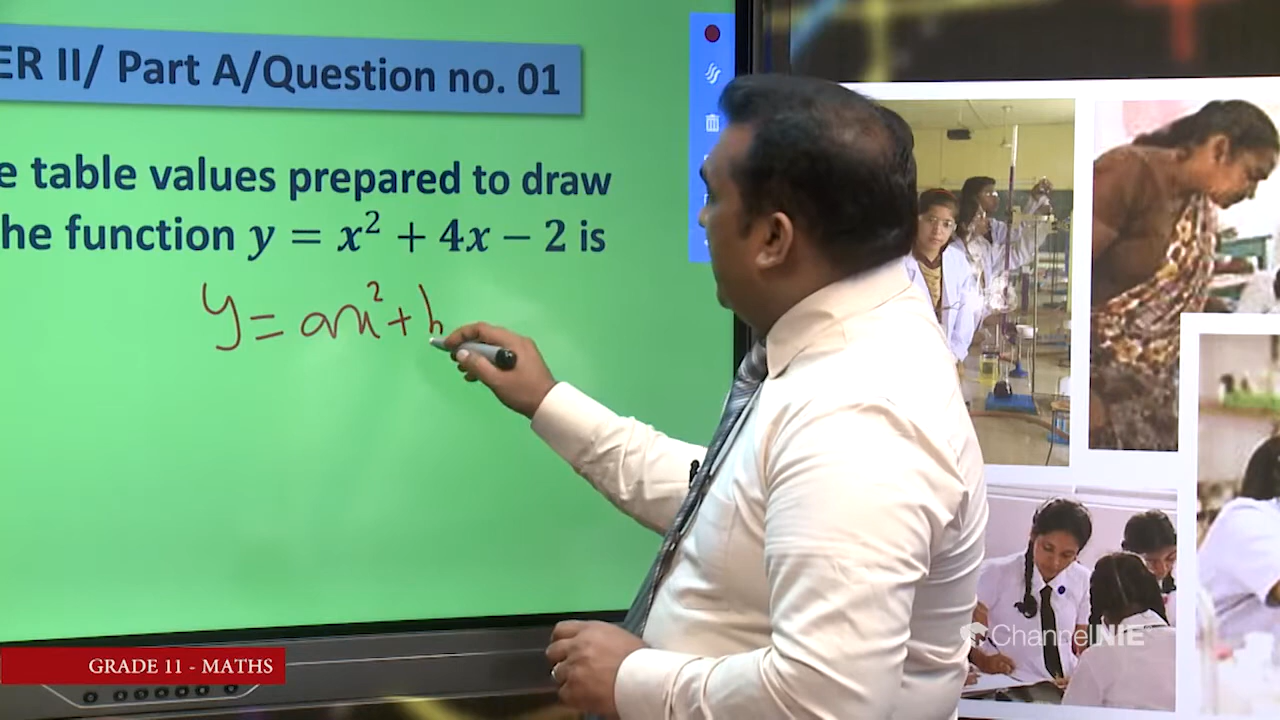 ER II/ Part A/Question no. 01
e table values prepared to draw
he function y = x² + 4x − 2 is
y = ax² + b
GRADE 11 - MATHS
ChannelNIE